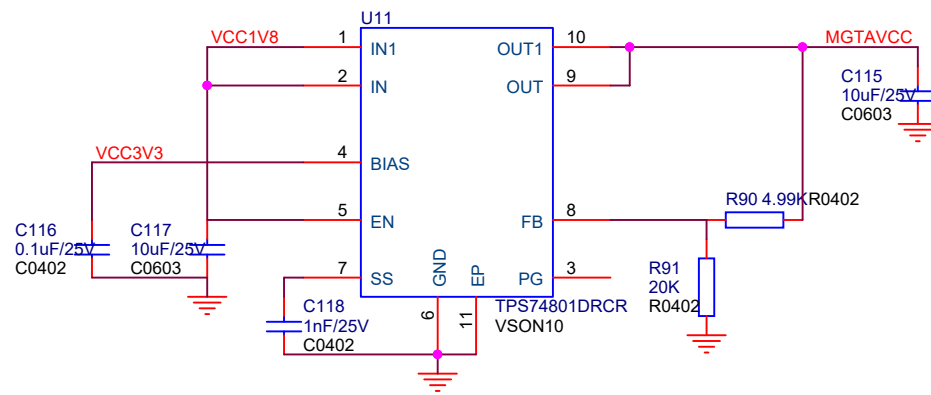 U11
VCC1V8
1
IN1
OUT1
10
MGTAVCC
2
IN
OUT
9
C115
10uF/25V
C0603
VCC3V3
4
BIAS
5
EN
FB
8
R90 4.99KR0402
C116
0.1uF/25V
C0402
C117
10uF/25V
C0603
7
SS
GND
EP
PG
3
R91
20K
R0402
C118
1nF/25V
C0402
6
11
TPS74801DRCR
VSON10